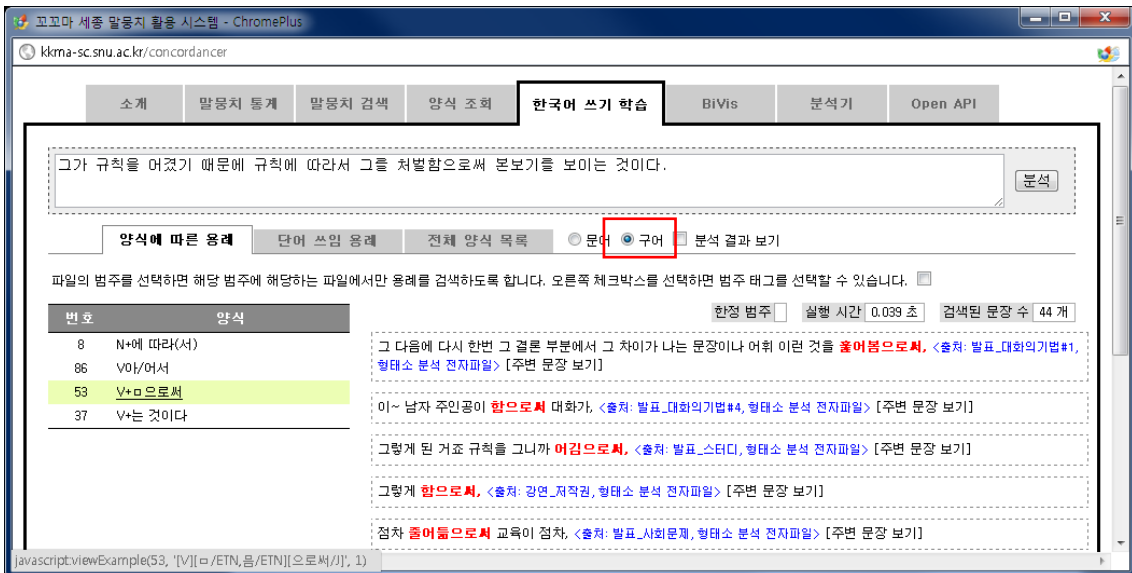 꼬꼬마 세종 말뭉치 활용 시스템 - ChromePlus
kkma-sc.snu.ac.kr/concordancer
소개 말뭉치 통계 말뭉치 검색 양식 조회 한국어 쓰기 학습 BiVis 분석기 Open API
그가 규칙을 어겼기 때문에 규칙에 따라서 그를 처벌함으로써 본보기를 보이는 것이다.
분석
양식에 따른 용례 단어 쓰임 용례 전체 양식 목록 문어 구어 분석 결과 보기
파일의 범주를 선택하면 해당 범주에 해당하는 파일에서만 용례를 검색하도록 합니다. 오른쪽 체크박스를 선택하면 범주 태그를 선택할 수 있습니다.
한정 범주 실행 시간 0.039 초 검색된 문장 수 44 개
번호 양식
8 N+에 따라(서)
86 V아/어서
53 V+ㅁ으로써
37 V+는 것이다
그 다음에 다시 한번 그 결론 부분에서 그 차이가 나는 문장이나 어휘 이런 것을 훑어봄으로써, <출처: 발표_대화의기법#1,
형태소 분석 전자파일> [주변 문장 보기]
이~ 남자 주인공이 함으로써 대화가, <출처: 발표_대화의기법#4, 형태소 분석 전자파일> [주변 문장 보기]
그렇게 된 거죠 규칙을 그니까 어김으로써, <출처: 발표_스터디, 형태소 분석 전자파일> [주변 문장 보기]
그렇게 함으로써, <출처: 강연_저작권, 형태소 분석 전자파일> [주변 문장 보기]
점차 줄어듦으로써 교육이 점차, <출처: 발표_사회문제, 형태소 분석 전자파일> [주변 문장 보기]
javascript:viewExample(53, '[V][ㅁ/ETN,음/ETN][으로써/J]', 1)